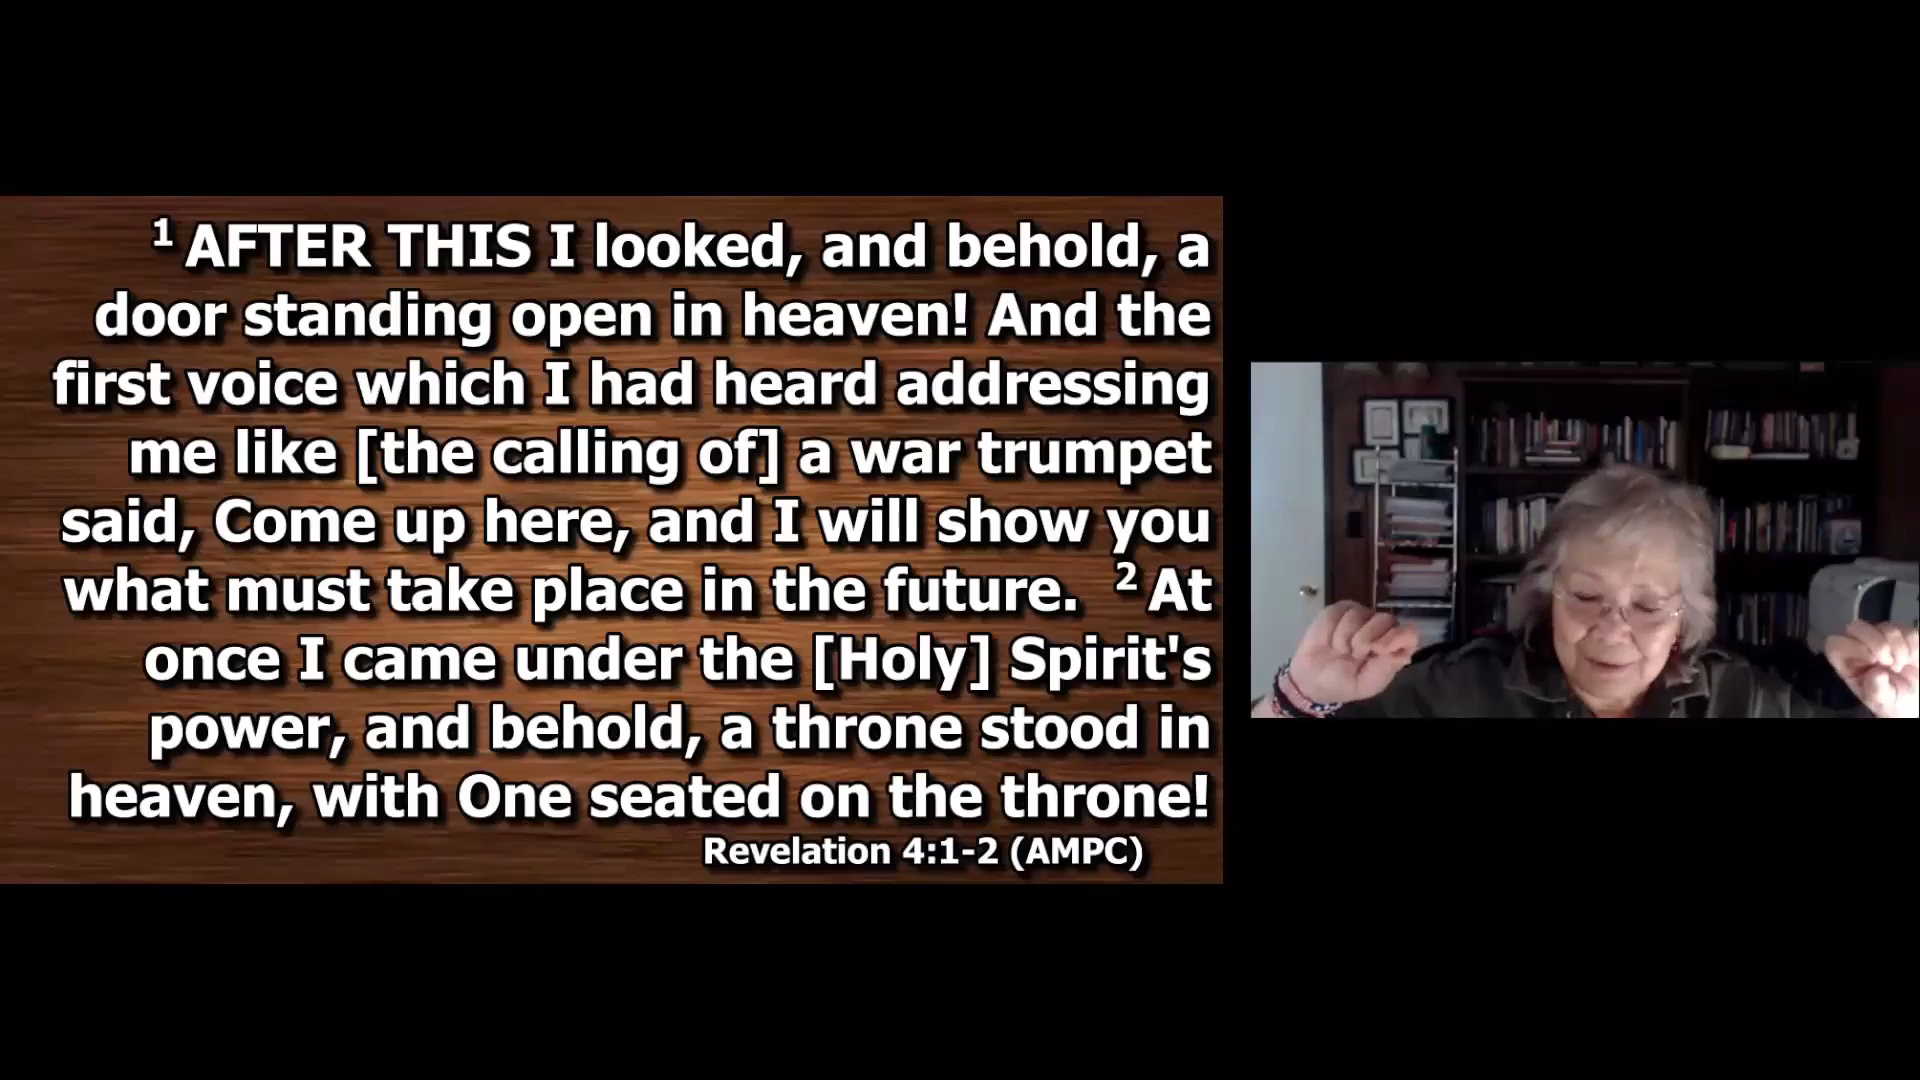 1 AFTER THIS I looked, and behold, a
door standing open in heaven! And the
first voice which I had heard addressing
me like [the calling of] a war trumpet
said, Come up here, and I will show you
what must take place in the future. 2 At
once I came under the [Holy] Spirit's
power, and behold, a throne stood in
heaven, with One seated on the throne!
Revelation 4:1-2 (AMPC)